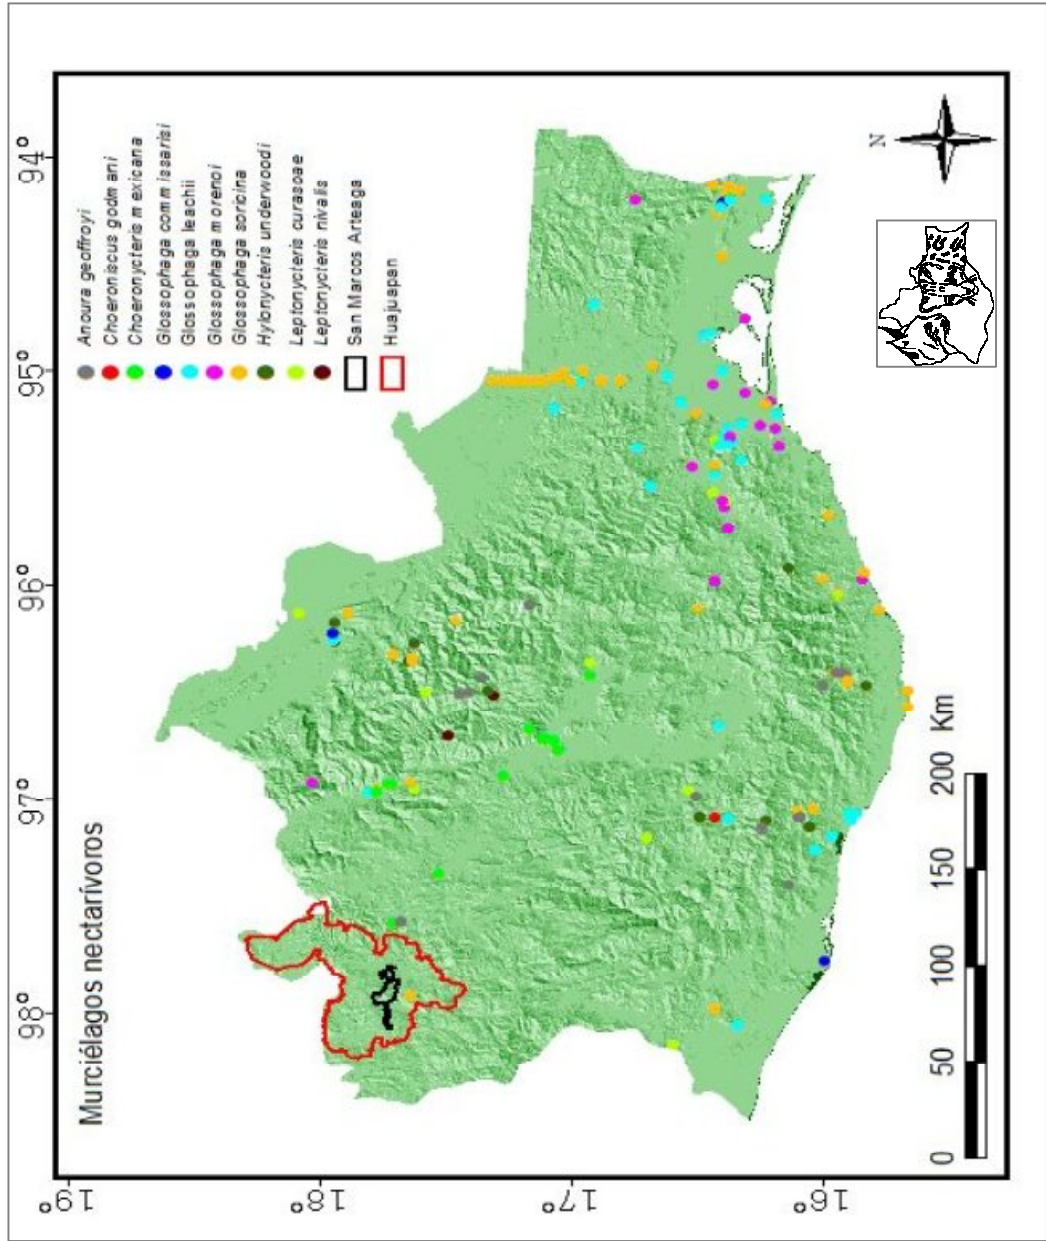 Murciélagos nectarívoros
98°
97°
96°
95°
94°
19°
18°
17°
16°
Anoura geoffroyi
Choeroniscus godmani
Choeronycteris mexicana
Glossophaga commissarisi
Glossophaga leachii
Glossophaga morenoi
Glossophaga soricina
Hylonycteris underwoodi
Leptonycteris curasoae
Leptonycteris nivalis
San Marcos Arteaga
Huajuapan
N
0 50 100 150 200 Km